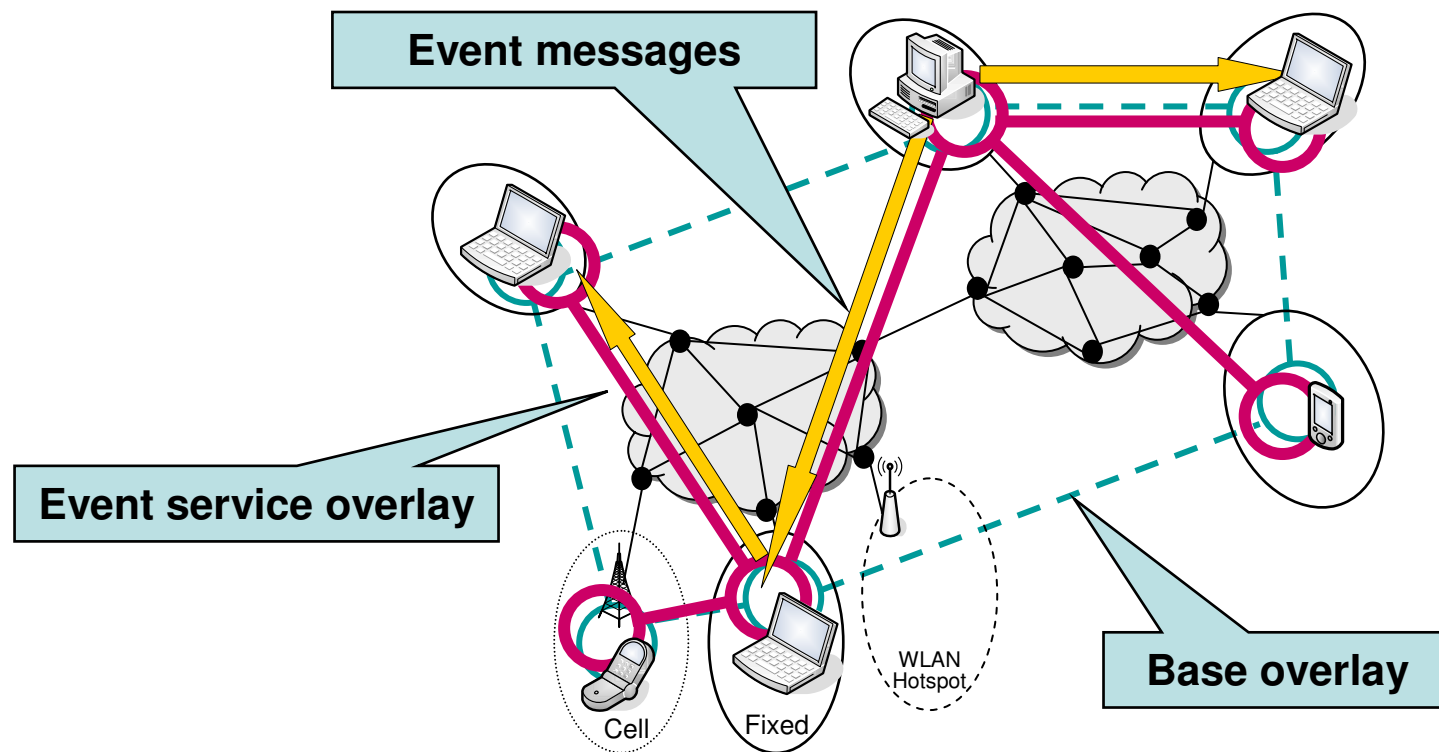 Event messages
Event service overlay
WLAN
Hotspot
Base overlay
Cell
Fixed